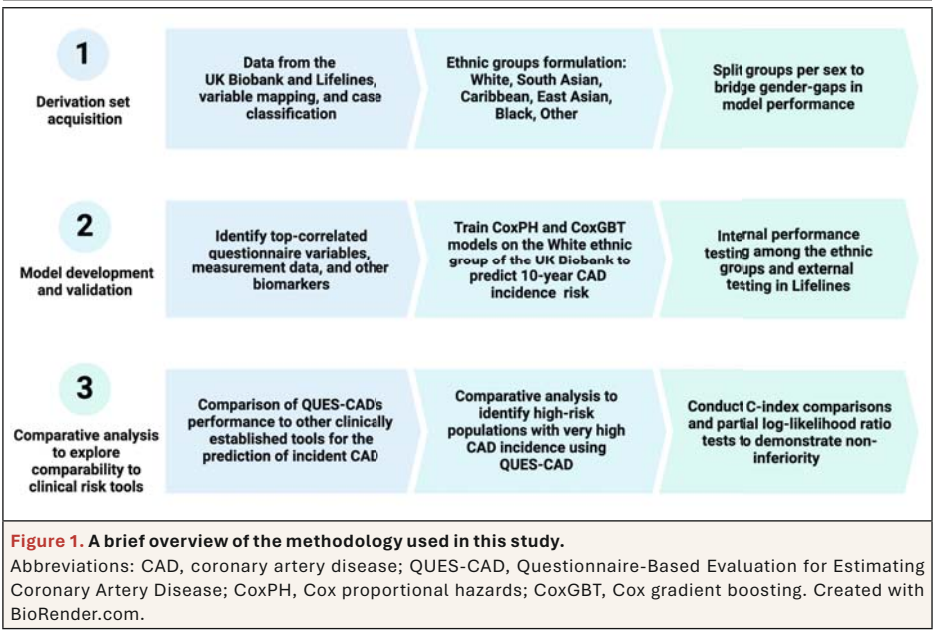 1
Derivation set
acquisition
Data from the
UK Biobank and Lifelines,
variable mapping, and case
classification
Ethnic groups formulation:
White, South Asian,
Caribbean, East Asian,
Black, Other
Split groups per sex to
bridge gender-gaps in
model performance
2
Model development
and validation
Identify top-correlated
questionnaire variables,
measurement data, and other
biomarkers
Train CoxPH and CoxGBT
models on the White ethnic
group of the UK Biobank to
predict 10-year CAD
incidence risk
Internal performance
testing among the ethnic
groups and external
testing in Lifelines
3
Comparative analysis
to explore
comparability to
clinical risk tools
Comparison of QUES-CAD's
performance to other clinically
established tools for the
prediction of incident CAD
Comparative analysis to
identify high-risk
populations with very high
CAD incidence using
QUES-CAD
Conduct C-index comparisons
and partial log-likelihood ratio
tests to demonstrate non-
inferiority
Figure 1. A brief overview of the methodology used in this study.
Abbreviations: CAD, coronary artery disease; QUES-CAD, Questionnaire-Based Evaluation for Estimating
Coronary Artery Disease; CoxPH, Cox proportional hazards; CoxGBT, Cox gradient boosting. Created with
BioRender.com.